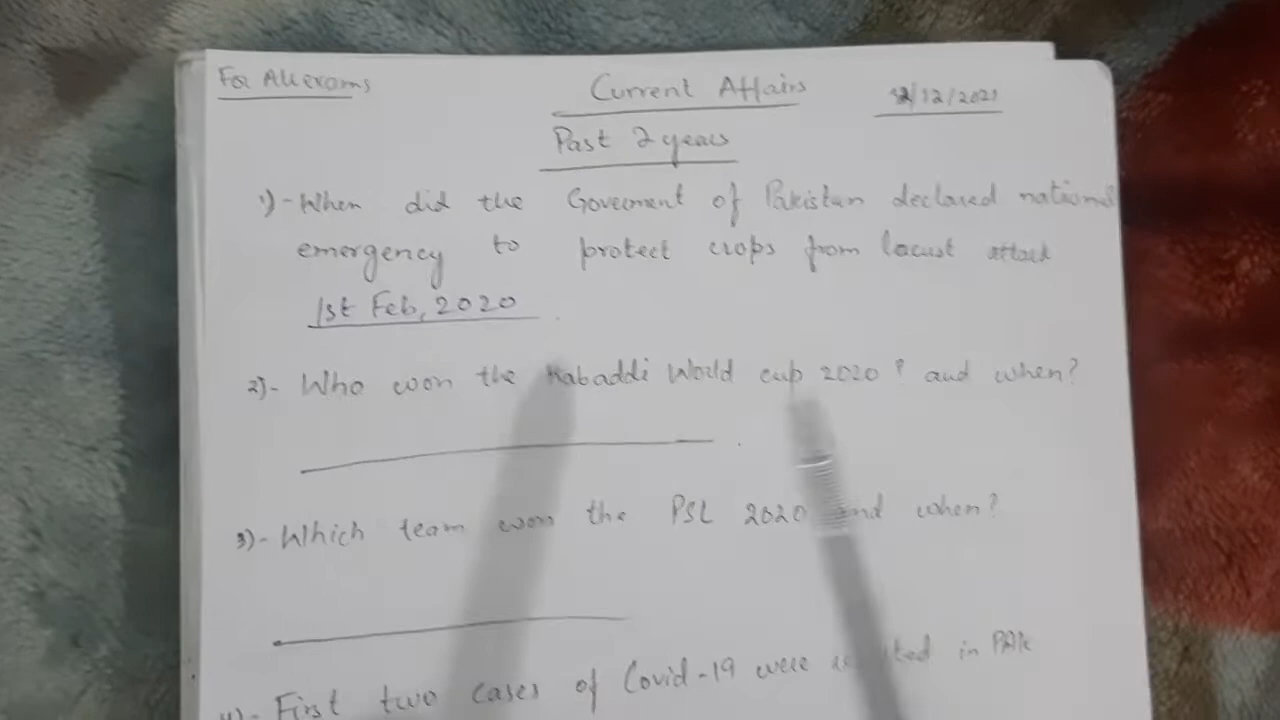 For All exams
Current Affairs
12/2021
Past 2 years
1)- When did the Goverment of Pakistan declared national
emergency to protect crops from locust attack
1st Feb, 2020
2)- Who won the Kabaddi World cup 2020? and when?
3)- Which team won the PSL 2020 and when?
4)- First two cases of Covid-19 were in PAk